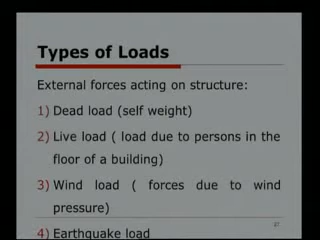 Types of Loads
External forces acting on structure:
1) Dead load (self weight)
2) Live load ( load due to persons in the
floor of a building)
3) Wind load ( forces due to wind
pressure)
4) Earthquake load